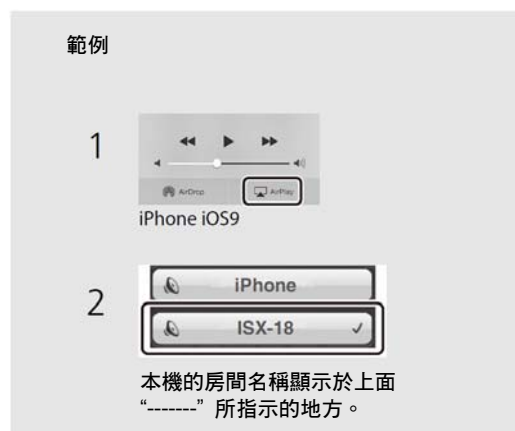 範例
1
AirDrop AirPlay
iPhone iOS9
2
iPhone
ISX-18
本機的房間名稱顯示於上面
“-------” 所指示的地方。